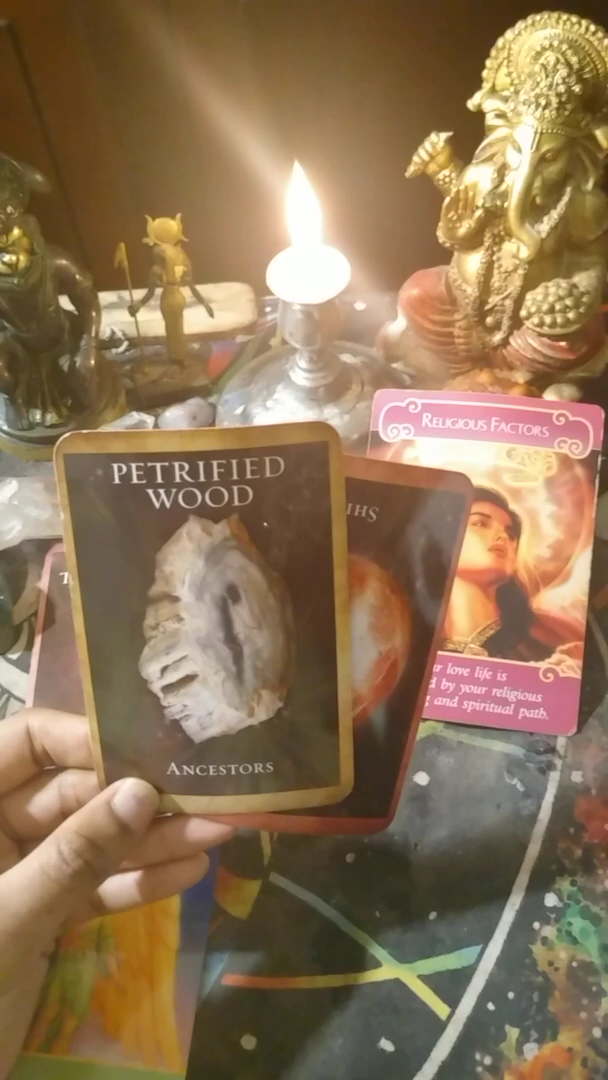 PETRIFIED
WOOD
ANCESTORS
RELIGIOUS FACTORS
love life is
by your religious
and spiritual path.